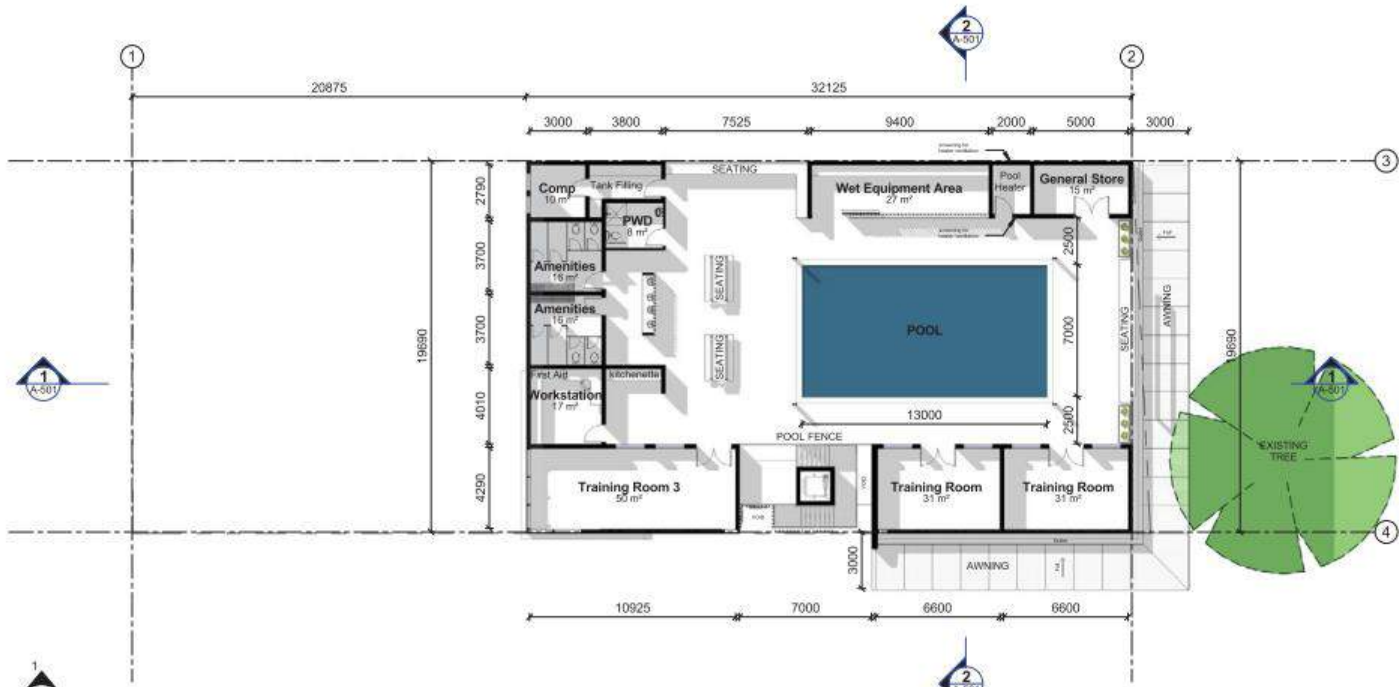 2
A-501
1
2
20875
32125
3000
3800
7525
9400
2000
5000
3000
3
SEATING
Comp
10 m²
Tank Filling
Wet Equipment Area
27 m²
Pool
Heater
General Store
15 m²
PWD
8 m²
2790
3700
3700
4010
4290
19690
Amenities
16 m²
Amenities
16 m²
First Aid
Workstation
17 m²
kitchenette
SEATING
SEATING
POOL
2500
7000
2500
13000
SEATING
AWNING
19690
1
A-501
1
A-501
EXISTING
TREE
POOL FENCE
Training Room 3
50 m²
VOID
Training Room
31 m²
Training Room
31 m²
4
3000
AWNING
10925
7000
6600
6600
1
2